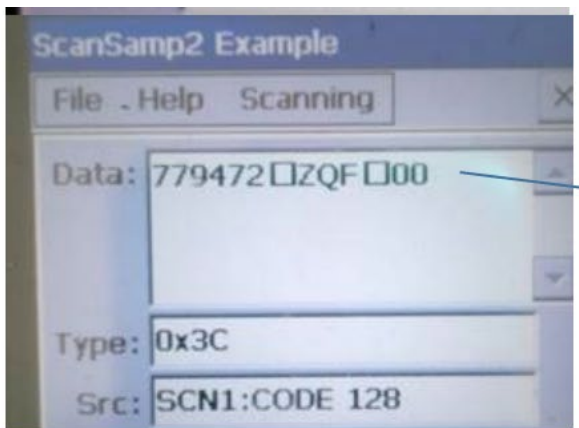 ScanSamp2 Example
File . Help Scanning
Data: 779472□ZQF□00
Type: 0x3C
Src: SCN1:CODE 128